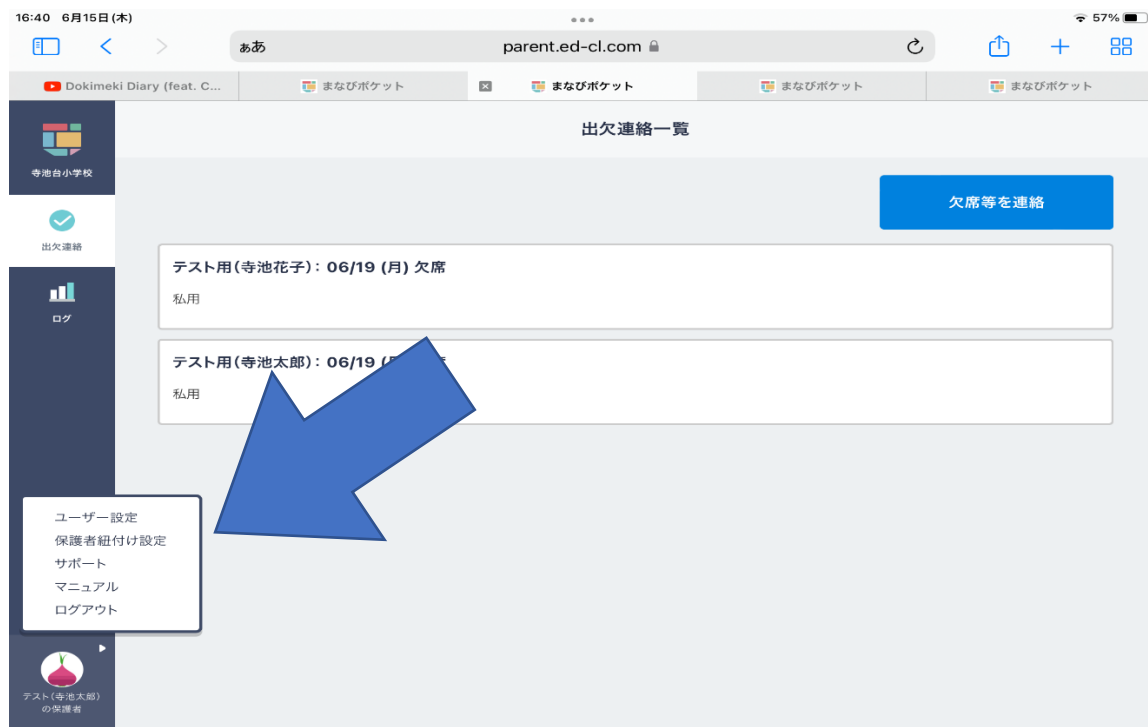 16:40 6月15日(木)
57%
ぁあ
parent.ed-cl.com
Dokimeki Diary (feat. C...
まなびポケット
まなびポケット
まなびポケット
まなびポケット
寺池台小学校
出欠連絡一覧
欠席等を連絡
出欠連絡
ログ
テスト用(寺池花子): 06/19 (月) 欠席
私用
テスト用(寺池太郎): 06/19
私用
ユーザー設定
保護者紐付け設定
サポート
マニュアル
ログアウト
テスト(寺池太郎)
の保護者